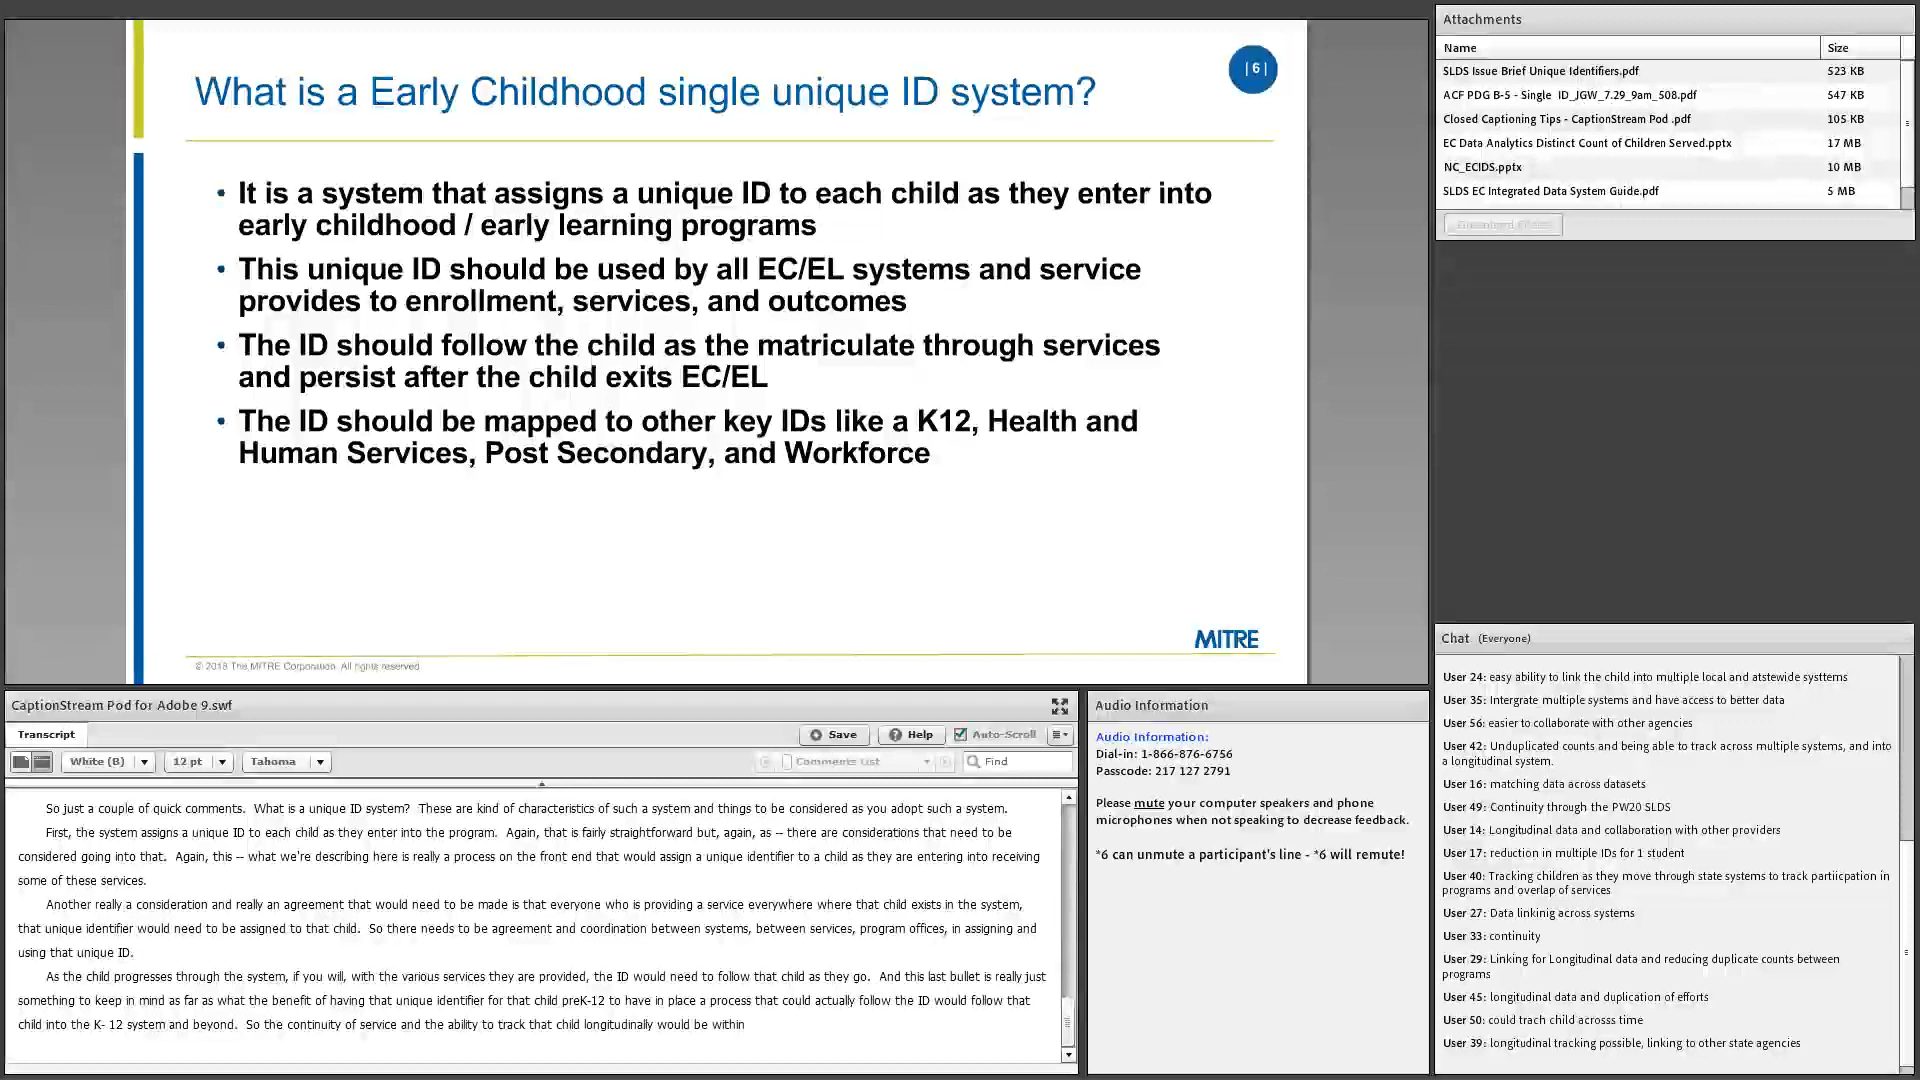 What is a Early Childhood single unique ID system?
| 6 |
• It is a system that assigns a unique ID to each child as they enter into
early childhood / early learning programs
• This unique ID should be used by all EC/EL systems and service
provides to enrollment, services, and outcomes
• The ID should follow the child as the matriculate through services
and persist after the child exits EC/EL
• The ID should be mapped to other key IDs like a K12, Health and
Human Services, Post Secondary, and Workforce
MITRE
© 2018 The MITRE Corporation. All rights reserved
CaptionStream Pod for Adobe 9.swf
Transcript
Save
Help
Auto-Scroll
White (B)
12 pt
Tahoma
Comments List
Find
So just a couple of quick comments. What is a unique ID system? These are kind of characteristics of such a system and things to be considered as you adopt such a system.
First, the system assigns a unique ID to each child as they enter into the program. Again, that is fairly straightforward but, again, as -- there are considerations that need to be
considered going into that. Again, this -- what we're describing here is really a process on the front end that would assign a unique identifier to a child as they are entering into receiving
some of these services.
Another really a consideration and really an agreement that would need to be made is that everyone who is providing a service everywhere where that child exists in the system,
that unique identifier would need to be assigned to that child. So there needs to be agreement and coordination between systems, between services, program offices, in assigning and
using that unique ID.
As the child progresses through the system, if you will, with the various services they are provided, the ID would need to follow that child as they go. And this last bullet is really just
something to keep in mind as far as what the benefit of having that unique identifier for that child preK-12 to have in place a process that could actually follow the ID would follow that
child into the K- 12 system and beyond. So the continuity of service and the ability to track that child longitudinally would be within
Audio Information
Audio Information:
Dial-in: 1-866-876-6756
Passcode: 217 127 2791
Please mute your computer speakers and phone
microphones when not speaking to decrease feedback.
*6 can unmute a participant's line - *6 will remute!
Attachments
Name Size
SLDS Issue Brief Unique Identifiers.pdf 523 KB
ACF PDG B-5 - Single ID_JGW_7.29_9am_508.pdf 547 KB
Closed Captioning Tips - CaptionStream Pod .pdf 105 KB
EC Data Analytics Distinct Count of Children Served.pptx 17 MB
NC_ECIDS.pptx 10 MB
SLDS EC Integrated Data System Guide.pdf 5 MB
Chat (Everyone)
User 24: easy ability to link the child into multiple local and atstewide systtems
User 35: Intergrate multiple systems and have access to better data
User 56: easier to collaborate with other agencies
User 42: Unduplicated counts and being able to track across multiple systems, and into
a longitudinal system.
User 16: matching data across datasets
User 49: Continuity through the PW20 SLDS
User 14: Longitudinal data and collaboration with other providers
User 17: reduction in multiple IDs for 1 student
User 40: Tracking children as they move through state systems to track partiicpation in
programs and overlap of services
User 27: Data linkinig across systems
User 33: continuity
User 29: Linking for Longitudinal data and reducing duplicate counts between
programs
User 45: longitudinal data and duplication of efforts
User 50: could trach child acrosss time
User 39: longitudinal tracking possible, linking to other state agencies